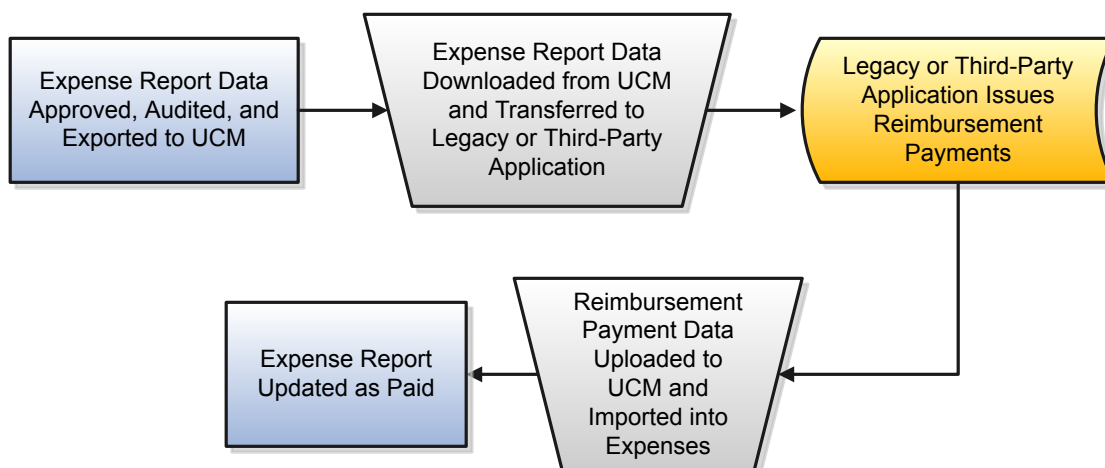 Expense Report Data
Approved, Audited, and
Exported to UCM
Expense Report Data
Downloaded from UCM
and Transferred to
Legacy or Third-Party
Application
Legacy or Third-Party
Application Issues
Reimbursement
Payments
Reimbursement
Payment Data
Uploaded to
UCM and
Imported into
Expenses
Expense Report
Updated as Paid